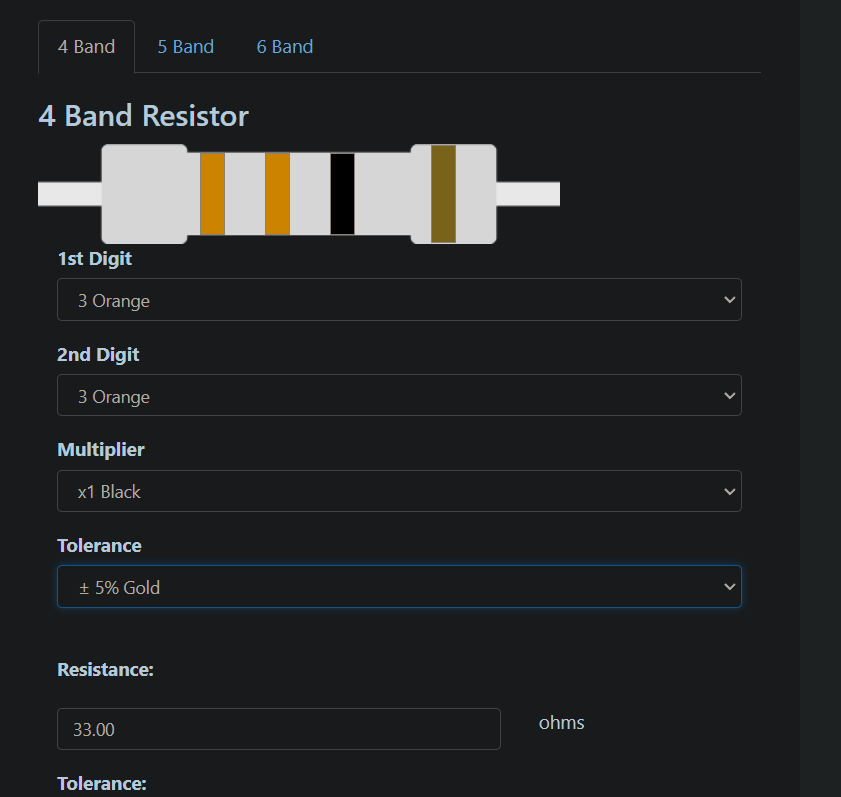 4 Band 5 Band 6 Band
4 Band Resistor
1st Digit
3 Orange
2nd Digit
3 Orange
Multiplier
x1 Black
Tolerance
± 5% Gold
Resistance:
33.00 ohms
Tolerance: